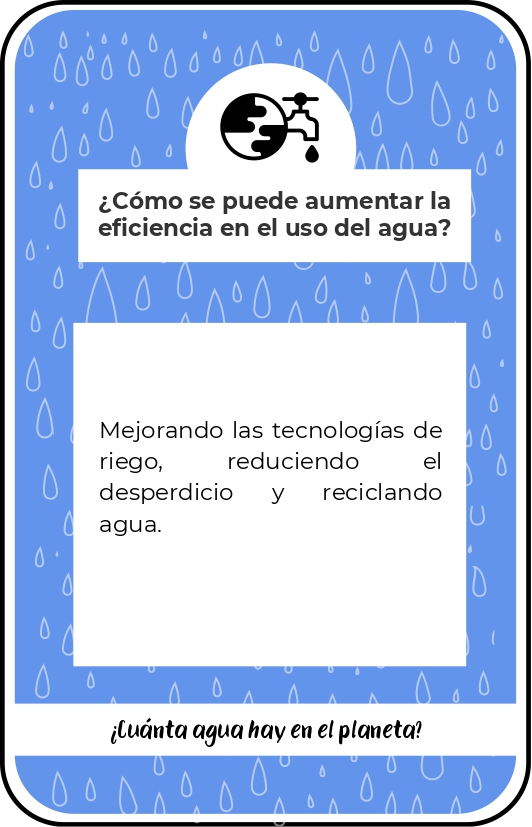 ¿Cómo se puede aumentar la
eficiencia en el uso del agua?
Mejorando las tecnologías de
riego, reduciendo el
desperdicio y reciclando
agua.
¿Cuánta agua hay en el planeta?